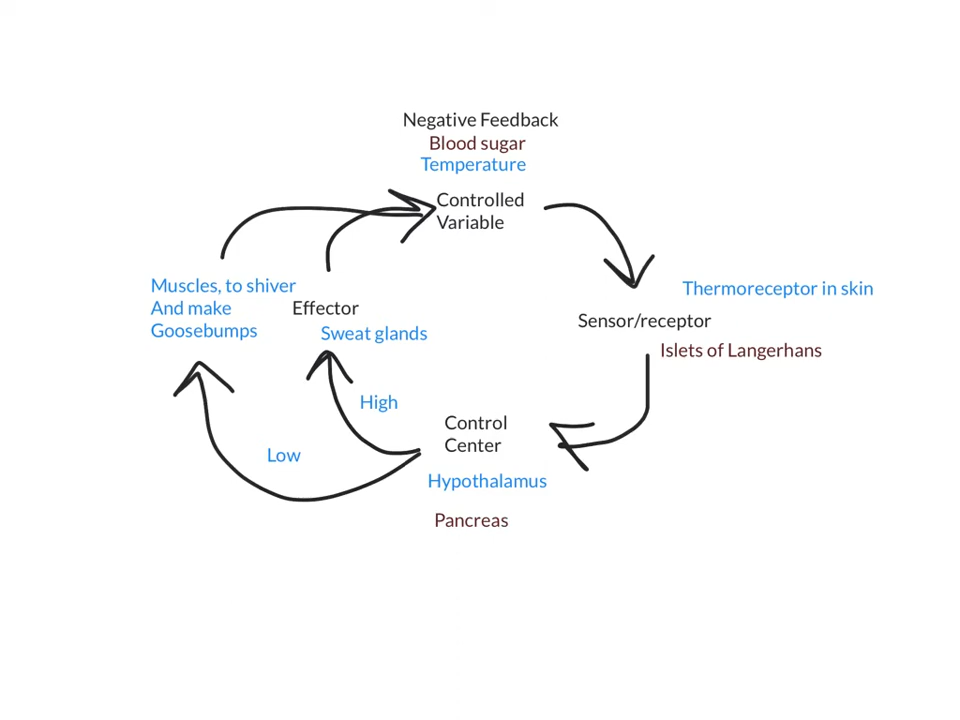 Negative Feedback
Blood sugar
Temperature
Controlled
Variable
Muscles, to shiver
And make
Goosebumps
Effector
Sweat glands
Thermoreceptor in skin
Sensor/receptor
Islets of Langerhans
High
Low
Control
Center
Hypothalamus
Pancreas